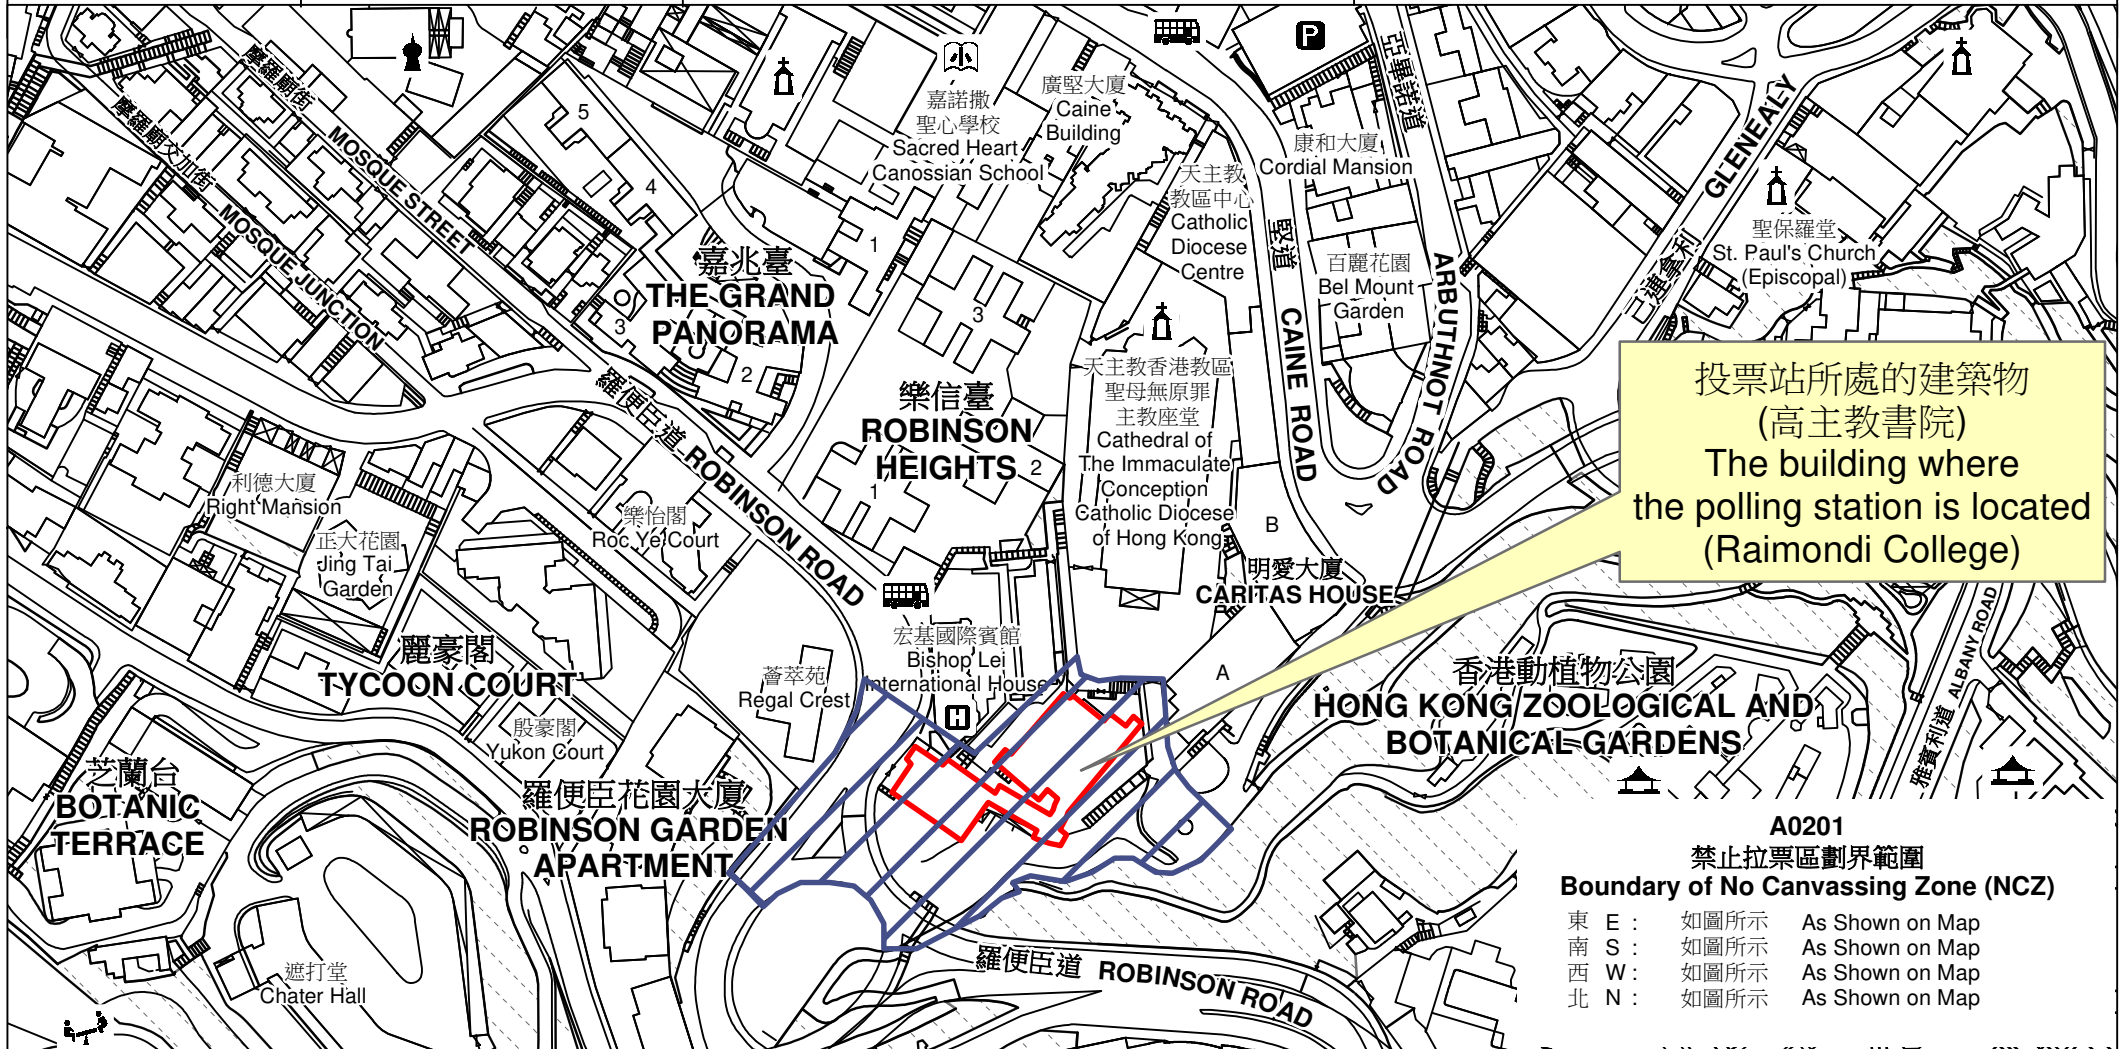 摩羅廟街
MOSQUE STREET
摩羅廟交加街
MOSQUE JUNCTION
5
4
3
2
1
嘉兆臺
THE GRAND
PANORAMA
小
嘉諾撒
聖心學校
Sacred Heart
Canossian School
廣堅大廈
Caine
Building
P
亞畢諾道
ARBUTHNOT ROAD
康和大廈
Cordial Mansion
天主教
教區中心
Catholic
Diocese
Centre
堅道
CAINE ROAD
百麗花園
Bel Mount
Garden
GLENEALY
己連拿利
聖保羅堂
St. Paul's Church
(Episcopal)
3
樂信臺
ROBINSON
HEIGHTS
2
1
天主教香港教區
聖母無原罪
主教座堂
Cathedral of
The Immaculate
Conception
Catholic Diocese
of Hong Kong
投票站所處的建築物
(高主教書院)
The building where
the polling station is located
(Raimondi College)
羅便臣道 ROBINSON ROAD
利德大廈
Right Mansion
正大花園
Jing Tai
Garden
樂怡閣
Roc Ye Court
B
明愛大廈
CARITAS HOUSE
A
麗豪閣
TYCOON COURT
殷豪閣
Yukon Court
薈萃苑
Regal Crest
宏基國際賓館
Bishop Lei
International House
H
香港動植物公園
HONG KONG ZOOLOGICAL AND
BOTANICAL GARDENS
雅賓利道 ALBANY ROAD
芝蘭台
BOTANIC
TERRACE
羅便臣花園大廈
ROBINSON GARDEN
APARTMENT
遮打堂
Chater Hall
羅便臣道 ROBINSON ROAD
A0201
禁止拉票區劃界範圍
Boundary of No Canvassing Zone (NCZ)
東 E : 如圖所示 As Shown on Map
南 S : 如圖所示 As Shown on Map
西 W : 如圖所示 As Shown on Map
北 N : 如圖所示 As Shown on Map